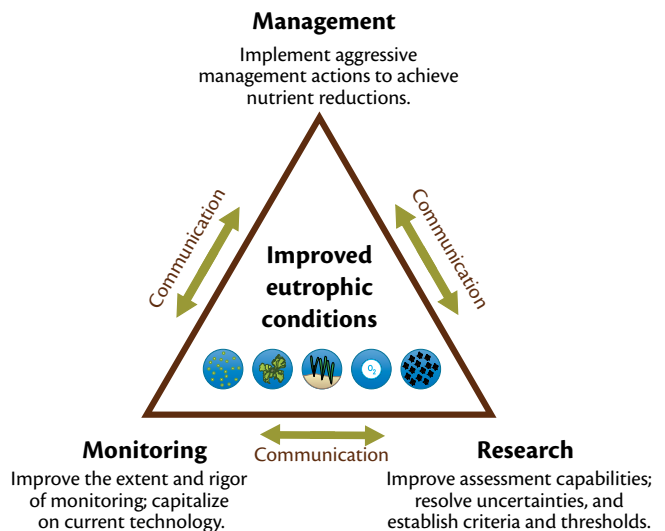 Management
Implement aggressive
management actions to achieve
nutrient reductions.
Communication
Communication
Improved
eutrophic
conditions
O2
Communication
Monitoring
Improve the extent and rigor
of monitoring; capitalize
on current technology.
Research
Improve assessment capabilities;
resolve uncertainties, and
establish criteria and thresholds.